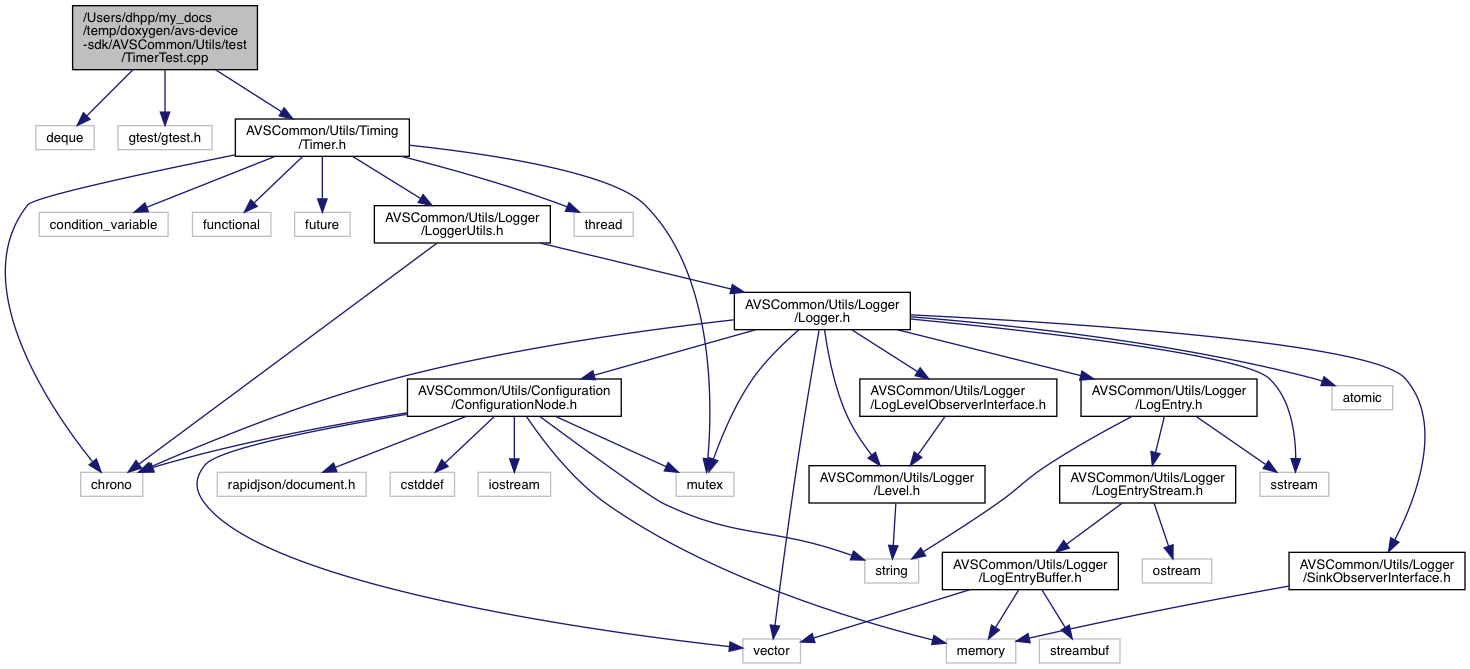 /Users/dhpp/my_docs
/temp/doxygen/avs-device
-sdk/AVSCommon/Utils/test
/TimerTest.cpp
deque
gtest/gtest.h
AVSCommon/Utils/Timing
/Timer.h
condition_variable
functional
future
AVSCommon/Utils/Logger
/LoggerUtils.h
thread
AVSCommon/Utils/Logger
/Logger.h
AVSCommon/Utils/Configuration
/ConfigurationNode.h
AVSCommon/Utils/Logger
/LogLevelObserverInterface.h
AVSCommon/Utils/Logger
/LogEntry.h
atomic
chrono
rapidjson/document.h
cstddef
iostream
mutex
AVSCommon/Utils/Logger
/Level.h
AVSCommon/Utils/Logger
/LogEntryStream.h
sstream
string
AVSCommon/Utils/Logger
/LogEntryBuffer.h
ostream
AVSCommon/Utils/Logger
/SinkObserverInterface.h
vector
memory
streambuf